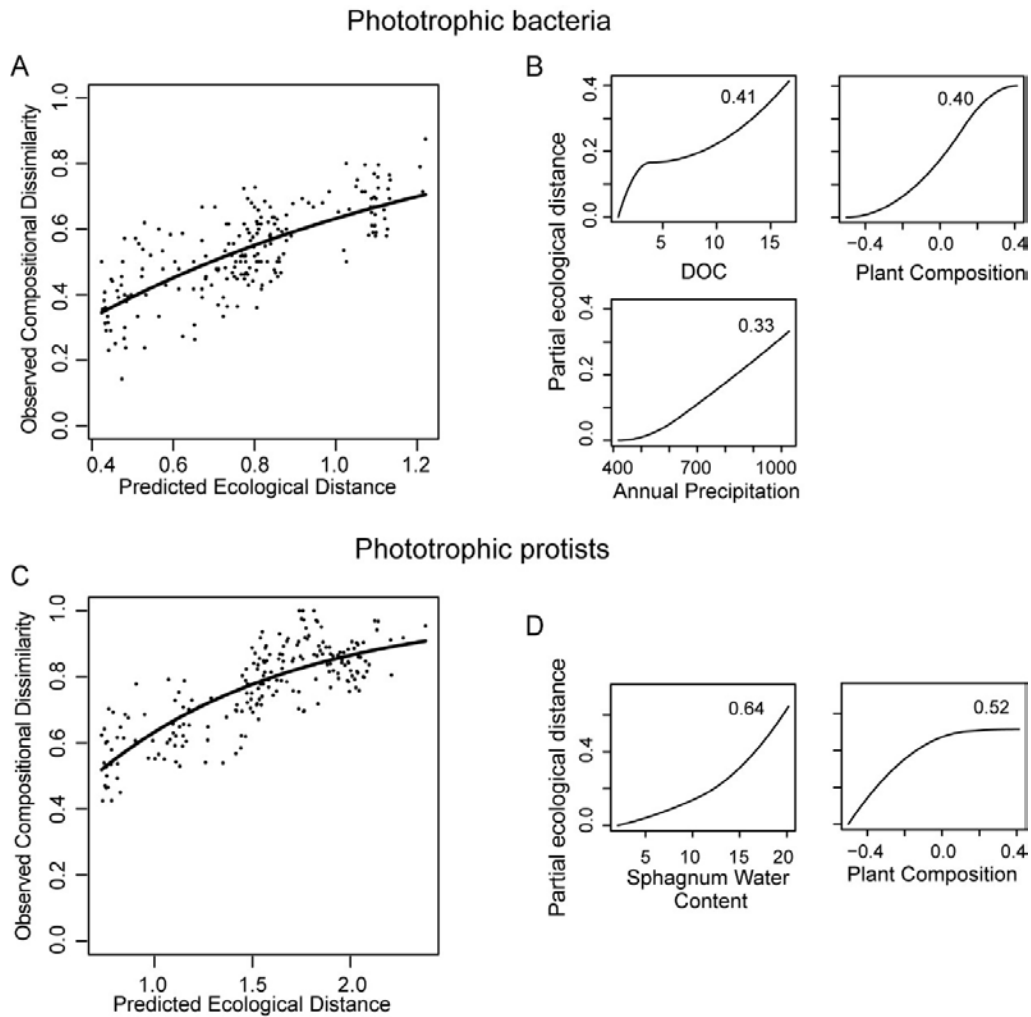 Phototrophic bacteria
A
Observed Compositional Dissimilarity
1.0
0.8
0.6
0.4
0.2
0.0
0.4 0.6 0.8 1.0 1.2
Predicted Ecological Distance
B
Partial ecological distance
0.4
0.2
0.0
0.41
5 10 15
DOC
0.40
−0.4 0.0 0.4
Plant Composition
0.4
0.2
0.0
0.33
400 700 1000
Annual Precipitation
Phototrophic protists
C
Observed Compositional Dissimilarity
1.0
0.8
0.6
0.4
0.2
0.0
1.0 1.5 2.0
Predicted Ecological Distance
D
Partial ecological distance
0.4
0.0
0.64
5 10 15 20
Sphagnum Water
Content
0.52
−0.4 0.0 0.4
Plant Composition